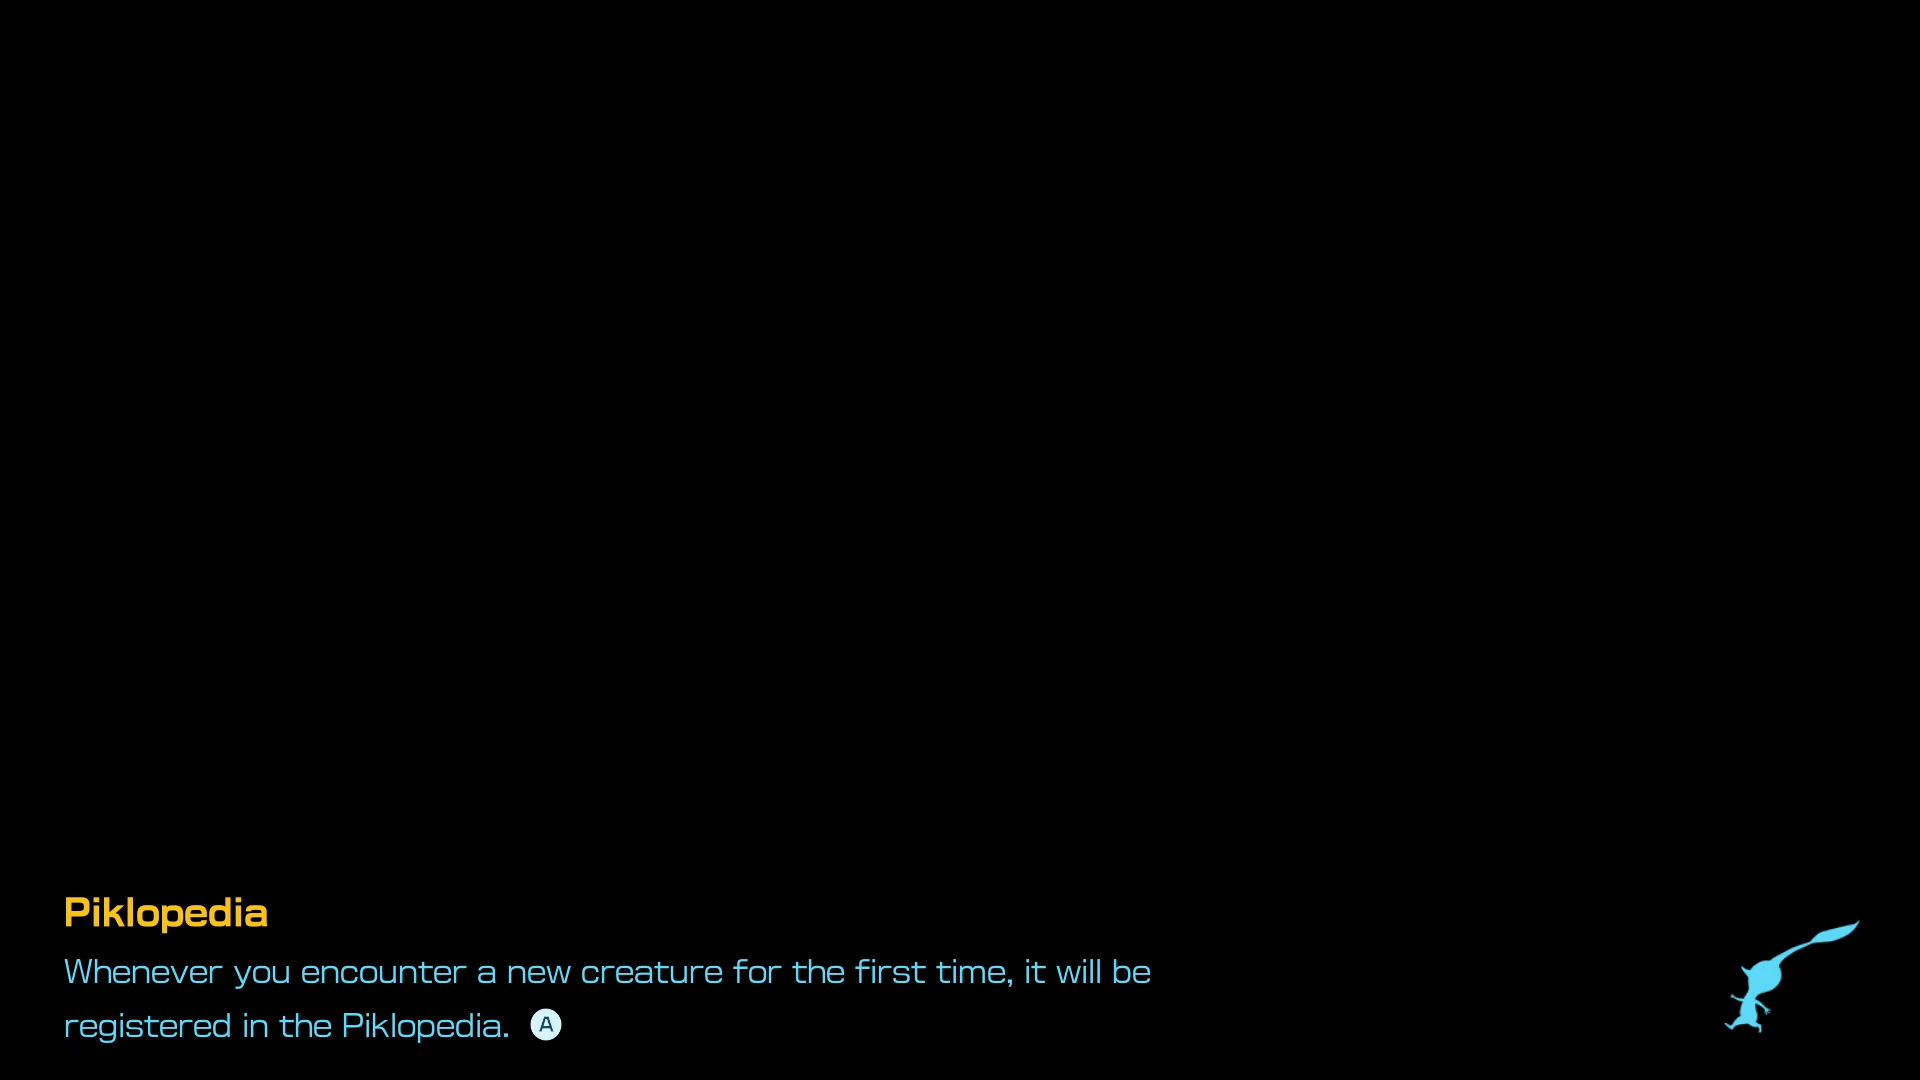 Piklopedia
Whenever you encounter a new creature for the first time, it will be
registered in the Piklopedia. A